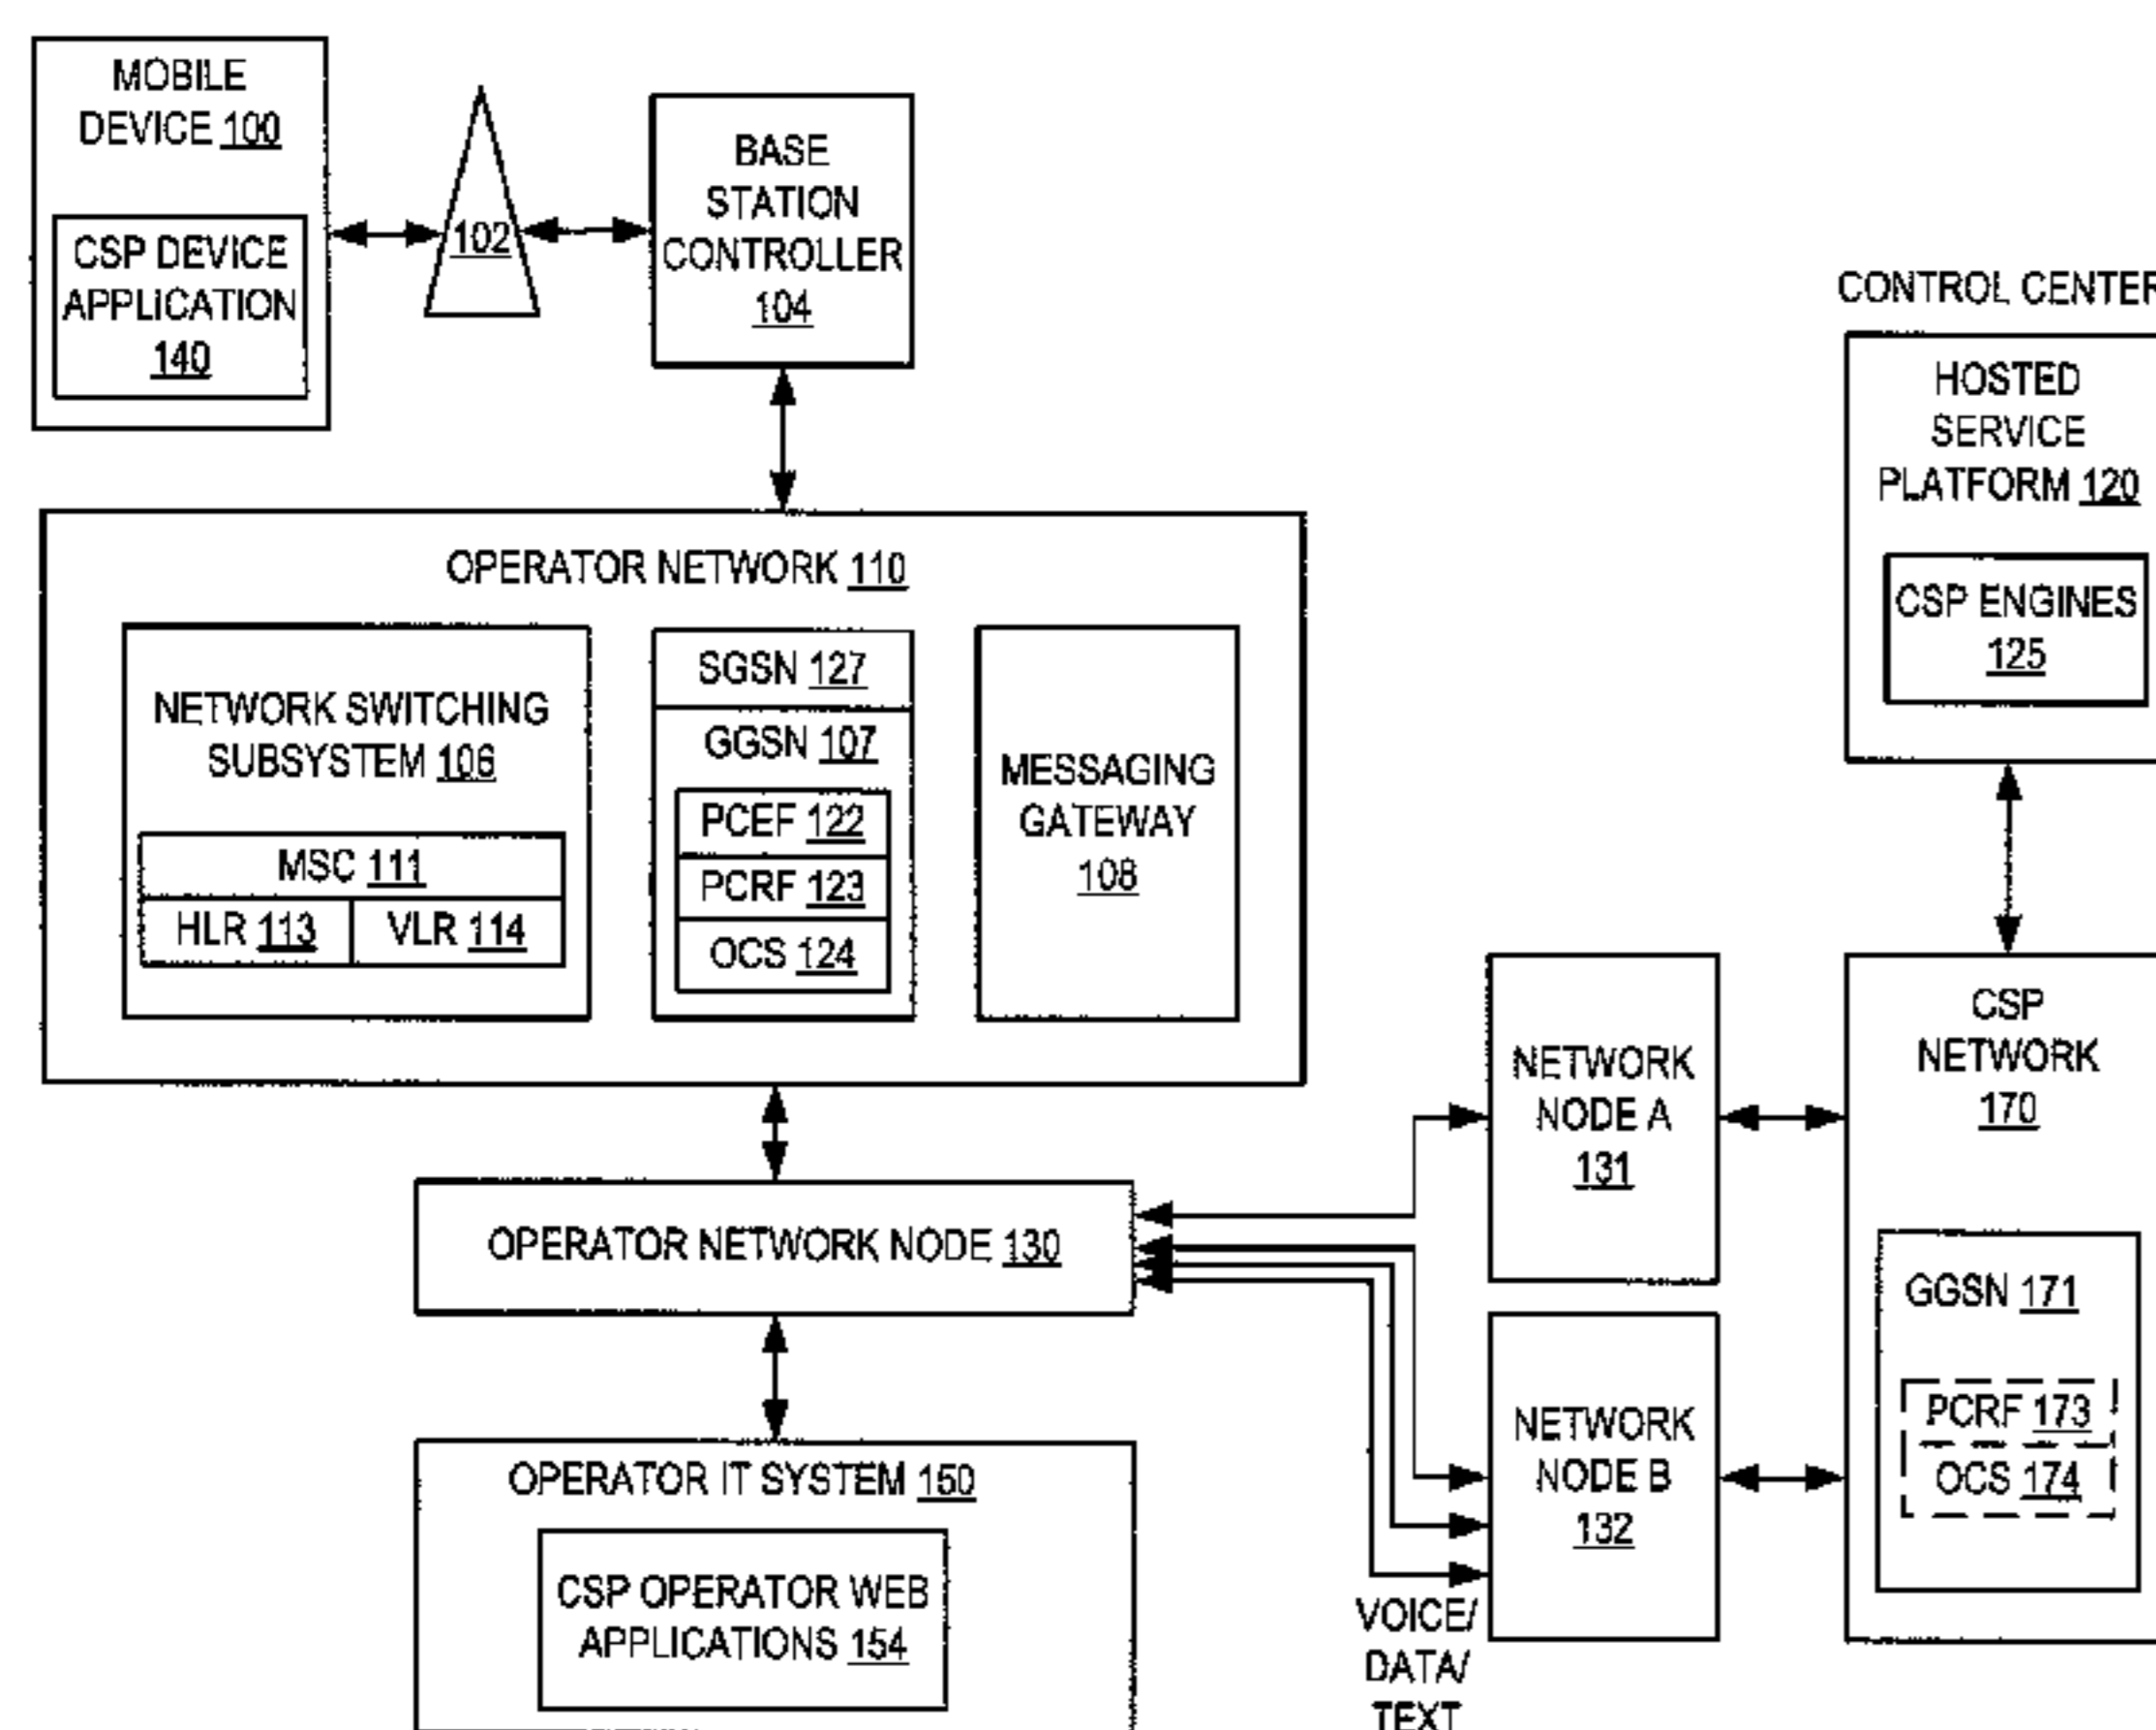 MOBILE
DEVICE 100
CSP DEVICE
APPLICATION
140
102
BASE
STATION
CONTROLLER
104
CONTROL CENTER
HOSTED
SERVICE
PLATFORM 120
CSP ENGINES
125
OPERATOR NETWORK 110
NETWORK SWITCHING
SUBSYSTEM 106
MSC 111
HLR 113
VLR 114
SGSN 127
GGSN 107
PCEF 122
PCRF 123
OCS 124
MESSAGING
GATEWAY
108
OPERATOR NETWORK NODE 130
NETWORK
NODE A
131
NETWORK
NODE B
132
CSP
NETWORK
170
GGSN 171
PCRF 173
OCS 174
OPERATOR IT SYSTEM 150
CSP OPERATOR WEB
APPLICATIONS 154
VOICE/
DATA/
TEXT